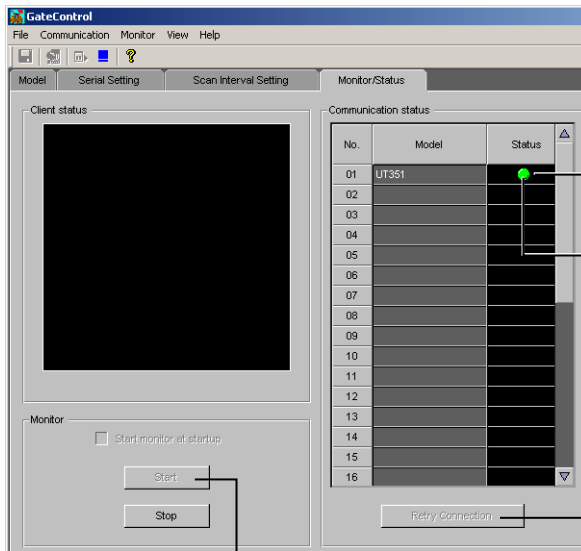 GateControl
File Communication Monitor View Help
Model Serial Setting Scan Interval Setting Monitor/Status
Client status
Communication status
No. Model Status
01 UT351
02
03
04
05
06
07
08
09
10
11
12
13
14
15
16
Monitor
Start monitor at startup
Start
Stop
Retry Connection